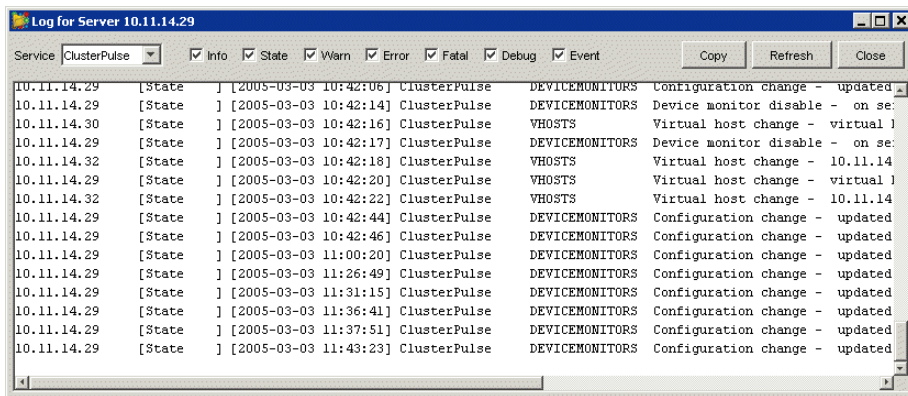 Log for Server 10.11.14.29
Service ClusterPulse Info State Warn Error Fatal Debug Event Copy Refresh Close
10.11.14.29 [State ] [2005-03-03 10:42:06] ClusterPulse DEVICEMONITORS Configuration change - updated
10.11.14.29 [State ] [2005-03-03 10:42:14] ClusterPulse DEVICEMONITORS Device monitor disable - on
10.11.14.30 [State ] [2005-03-03 10:42:16] ClusterPulse VHOSTS Virtual host change - virtual
10.11.14.29 [State ] [2005-03-03 10:42:17] ClusterPulse DEVICEMONITORS Device monitor disable - on
10.11.14.32 [State ] [2005-03-03 10:42:18] ClusterPulse VHOSTS Virtual host change - 10.11.14
10.11.14.29 [State ] [2005-03-03 10:42:20] ClusterPulse VHOSTS Virtual host change - virtual
10.11.14.32 [State ] [2005-03-03 10:42:22] ClusterPulse VHOSTS Virtual host change - 10.11.14
10.11.14.29 [State ] [2005-03-03 10:42:44] ClusterPulse DEVICEMONITORS Configuration change - updated
10.11.14.29 [State ] [2005-03-03 10:42:46] ClusterPulse DEVICEMONITORS Configuration change - updated
10.11.14.29 [State ] [2005-03-03 11:00:20] ClusterPulse DEVICEMONITORS Configuration change - updated
10.11.14.29 [State ] [2005-03-03 11:26:49] ClusterPulse DEVICEMONITORS Configuration change - updated
10.11.14.29 [State ] [2005-03-03 11:31:15] ClusterPulse DEVICEMONITORS Configuration change - updated
10.11.14.29 [State ] [2005-03-03 11:36:41] ClusterPulse DEVICEMONITORS Configuration change - updated
10.11.14.29 [State ] [2005-03-03 11:37:51] ClusterPulse DEVICEMONITORS Configuration change - updated
10.11.14.29 [State ] [2005-03-03 11:43:23] ClusterPulse DEVICEMONITORS Configuration change - updated